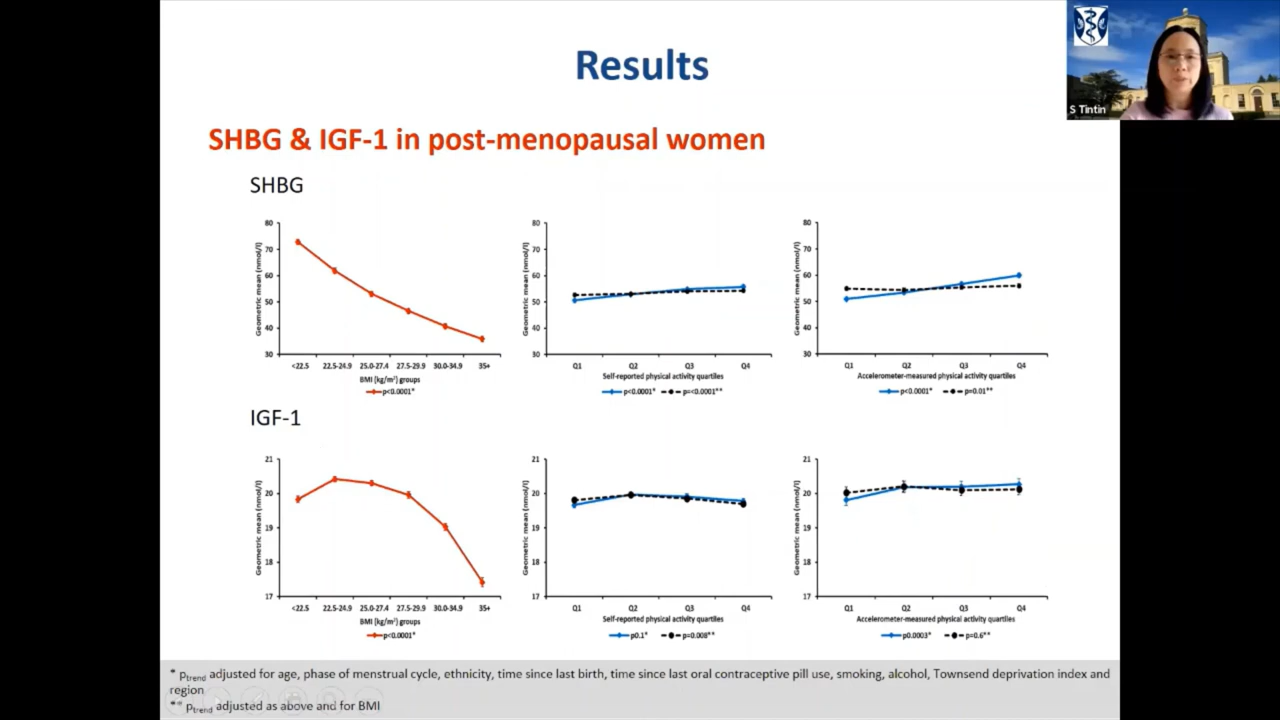 Results
S Tintin
SHBG & IGF-1 in post-menopausal women
SHBG
Geometric mean (nmol/l)
80
70
60
50
40
30
<22.5 22.5-24.9 25.0-27.4 27.5-29.9 30.0-34.9 35+
BMI (kg/m²) groups
p<0.0001*
Geometric mean (nmol/l)
80
70
60
50
40
30
Q1 Q2 Q3 Q4
Self-reported physical activity quartiles
p<0.0001* p=<0.0001**
Geometric mean (nmol/l)
80
70
60
50
40
30
Q1 Q2 Q3 Q4
Accelerometer-measured physical activity quartiles
p<0.0001* p=0.01**
IGF-1
Geometric mean (nmol/l)
21
20
19
18
17
<22.5 22.5-24.9 25.0-27.4 27.5-29.9 30.0-34.9 35+
BMI (kg/m²) groups
p<0.0001*
Geometric mean (nmol/l)
21
20
19
18
17
Q1 Q2 Q3 Q4
Self-reported physical activity quartiles
p0.1* p=0.008**
Geometric mean (nmol/l)
21
20
19
18
17
Q1 Q2 Q3 Q4
Accelerometer-measured physical activity quartiles
p0.0003* p=0.6**
* ptrend adjusted for age, phase of menstrual cycle, ethnicity, time since last birth, time since last oral contraceptive pill use, smoking, alcohol, Townsend deprivation index and
region
** ptrend adjusted as above and for BMI